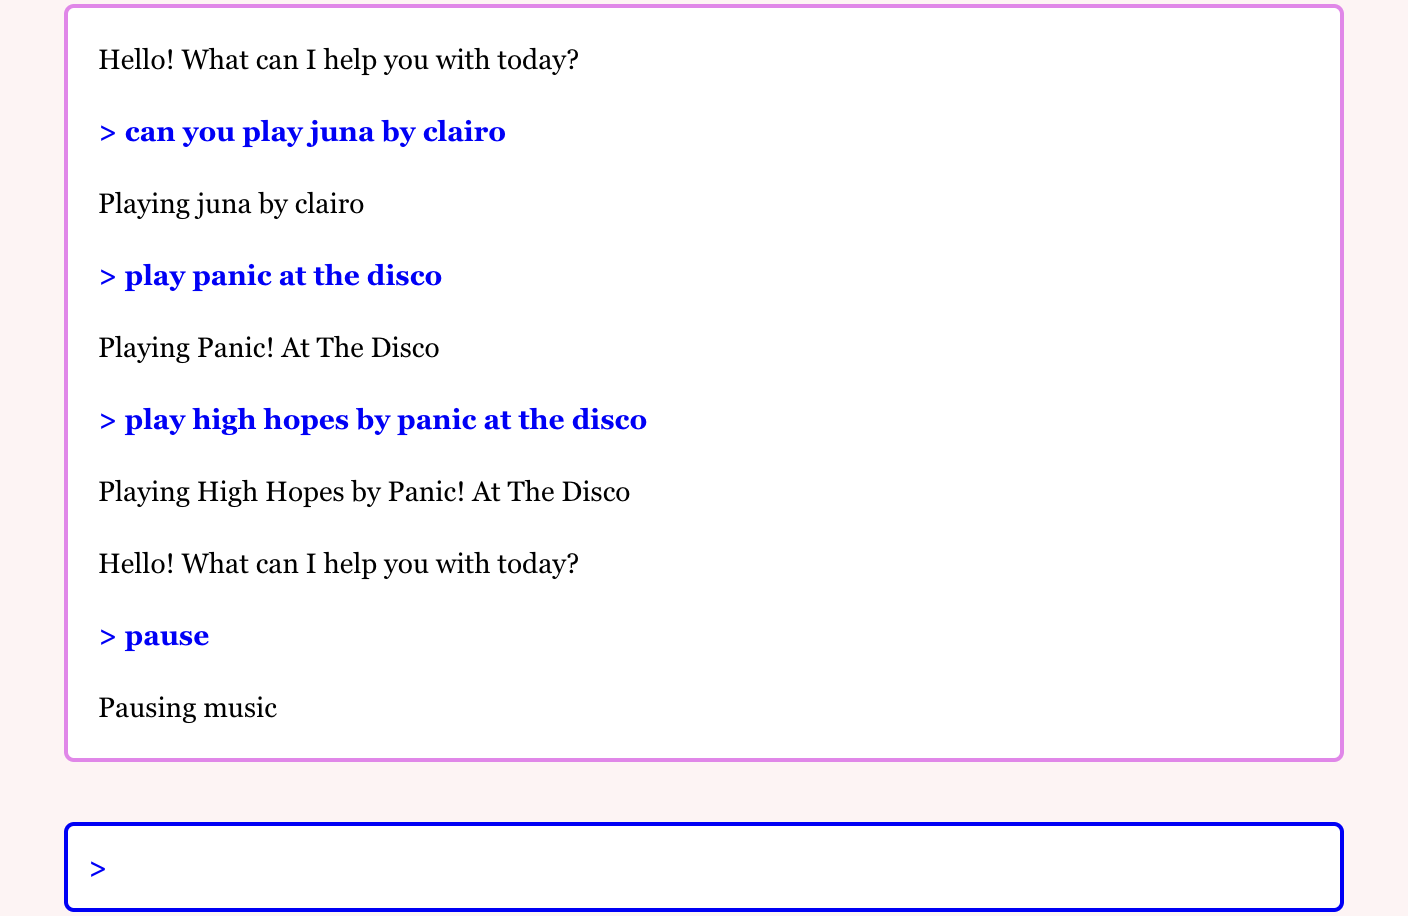 Hello! What can I help you with today?
> can you play juna by clairo
Playing juna by clairo
> play panic at the disco
Playing Panic! At The Disco
> play high hopes by panic at the disco
Playing High Hopes by Panic! At The Disco
Hello! What can I help you with today?
> pause
Pausing music
>